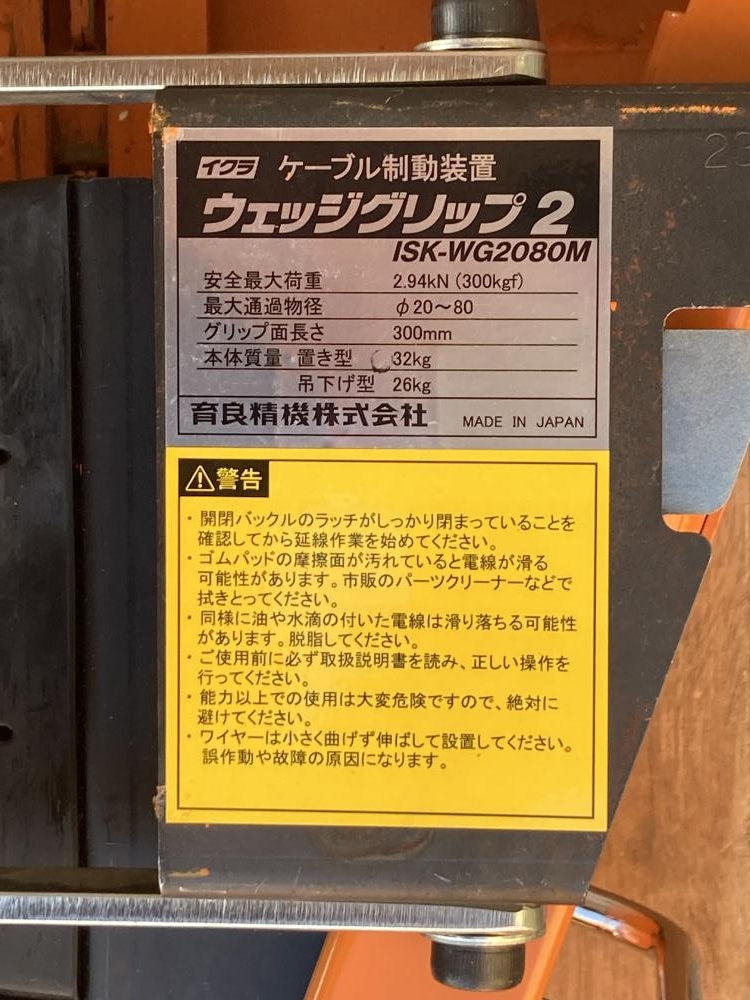 イクラ ケーブル制動装置
ウェッジグリップ2
ISK-WG2080M
安全最大荷重 2.94kN (300kgf)
最大通過物径 φ20～80
グリップ面長さ 300mm
本体質量 置き型 32kg
吊下げ型 26kg
育良精機株式会社 MADE IN JAPAN
⚠警告
・開閉バックルのラッチがしっかり閉まっていることを
確認してから延線作業を始めてください。
・ゴムパッドの摩擦面が汚れていると電線が滑る
可能性があります。市販のパーツクリーナーなどで
拭きとってください。
・同様に油や水滴の付いた電線は滑り落ちる可能性
があります。脱脂してください。
・ご使用前に必ず取扱説明書を読み、正しい操作を
行ってください。
・能力以上での使用は大変危険ですので、絶対に
避けてください。
・ワイヤーは小さく曲げず伸ばして設置してください。
誤作動や故障の原因になります。